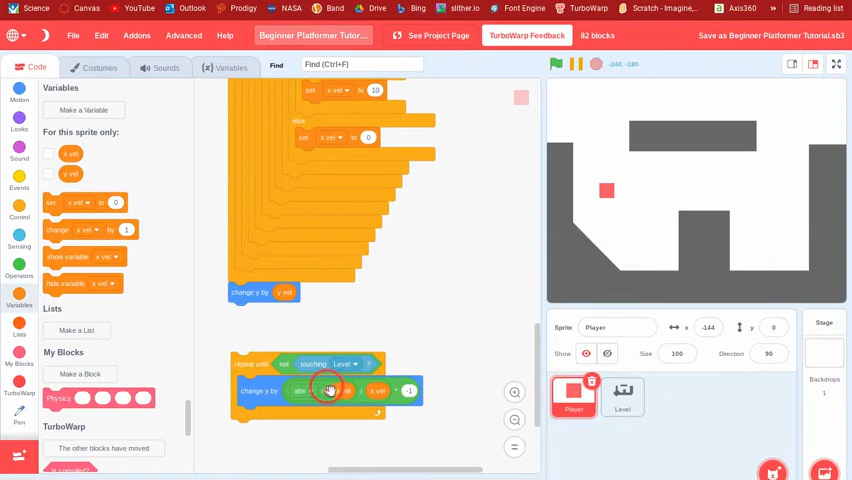 Science Canvas YouTube Outlook Prodigy NASA Band Drive Bing slither.io Font Engine TurboWarp Scratch - Imagine,... Axis360 » Reading list
File Edit Addons Advanced Help Beginner Platformer Tutor... See Project Page TurboWarp Feedback 82 blocks Save as Beginner Platformer Tutorial.sb3
Code Costumes Sounds (Variables Find Find (Ctrl+F) -240, -180
Motion
Looks
Sound
Events
Control
Sensing
Operators
Variables
Lists
My Blocks
TurboWarp
Pen
Variables
Make a Variable
For this sprite only:
x vel
y vel
set x vel to 0
change x vel by 1
show variable x vel
hide variable x vel
Lists
Make a List
My Blocks
Make a Block
Physics
TurboWarp
The other blocks have moved
is compiled?
set x vel to 10
else
set x vel to 0
change y by y vel
repeat until not touching Level ?
change y by abs / x vel * -1
Sprite Player x -144 y 0
Show Size 100 Direction 90
Player
Level
Stage
Backdrops
1